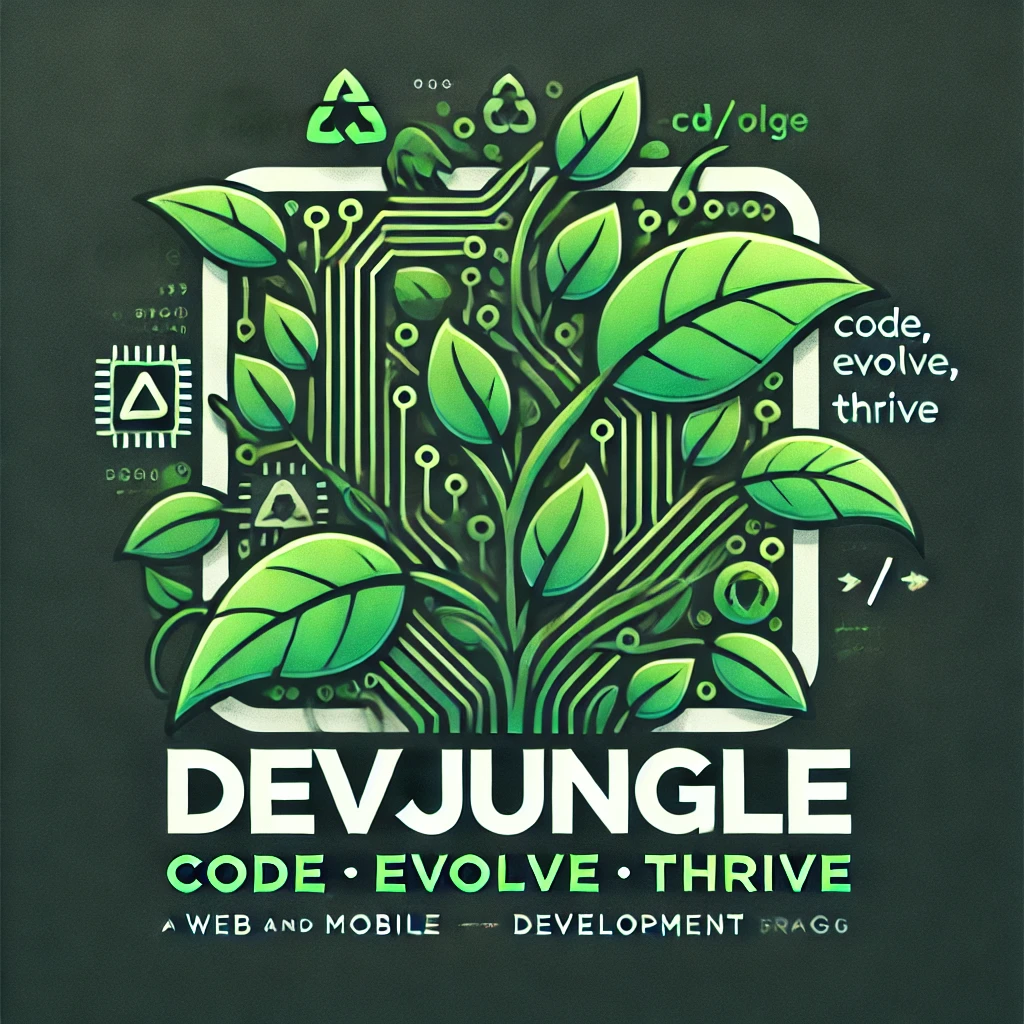 cd/olge
code,
evolve,
thrive
/
DEVJUNGLE
CODE · EVOLVE · THRIVE
A WEB AND MOBILE — DEVELOPMENT